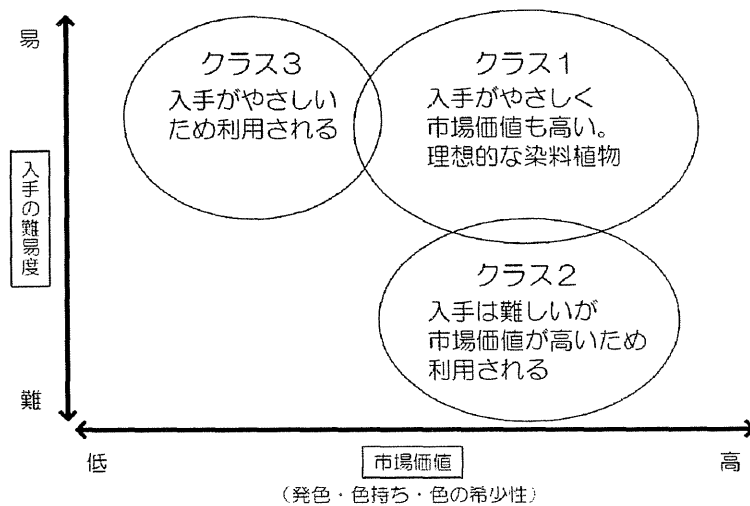 易
クラス3
入手がやさしい
ため利用される
クラス1
入手がやさしく
市場価値も高い。
理想的な染料植物
入手の難易度
クラス2
入手は難しいが
市場価値が高いため
利用される
難
低
市場価値
高
(発色・色持ち・色の希少性)